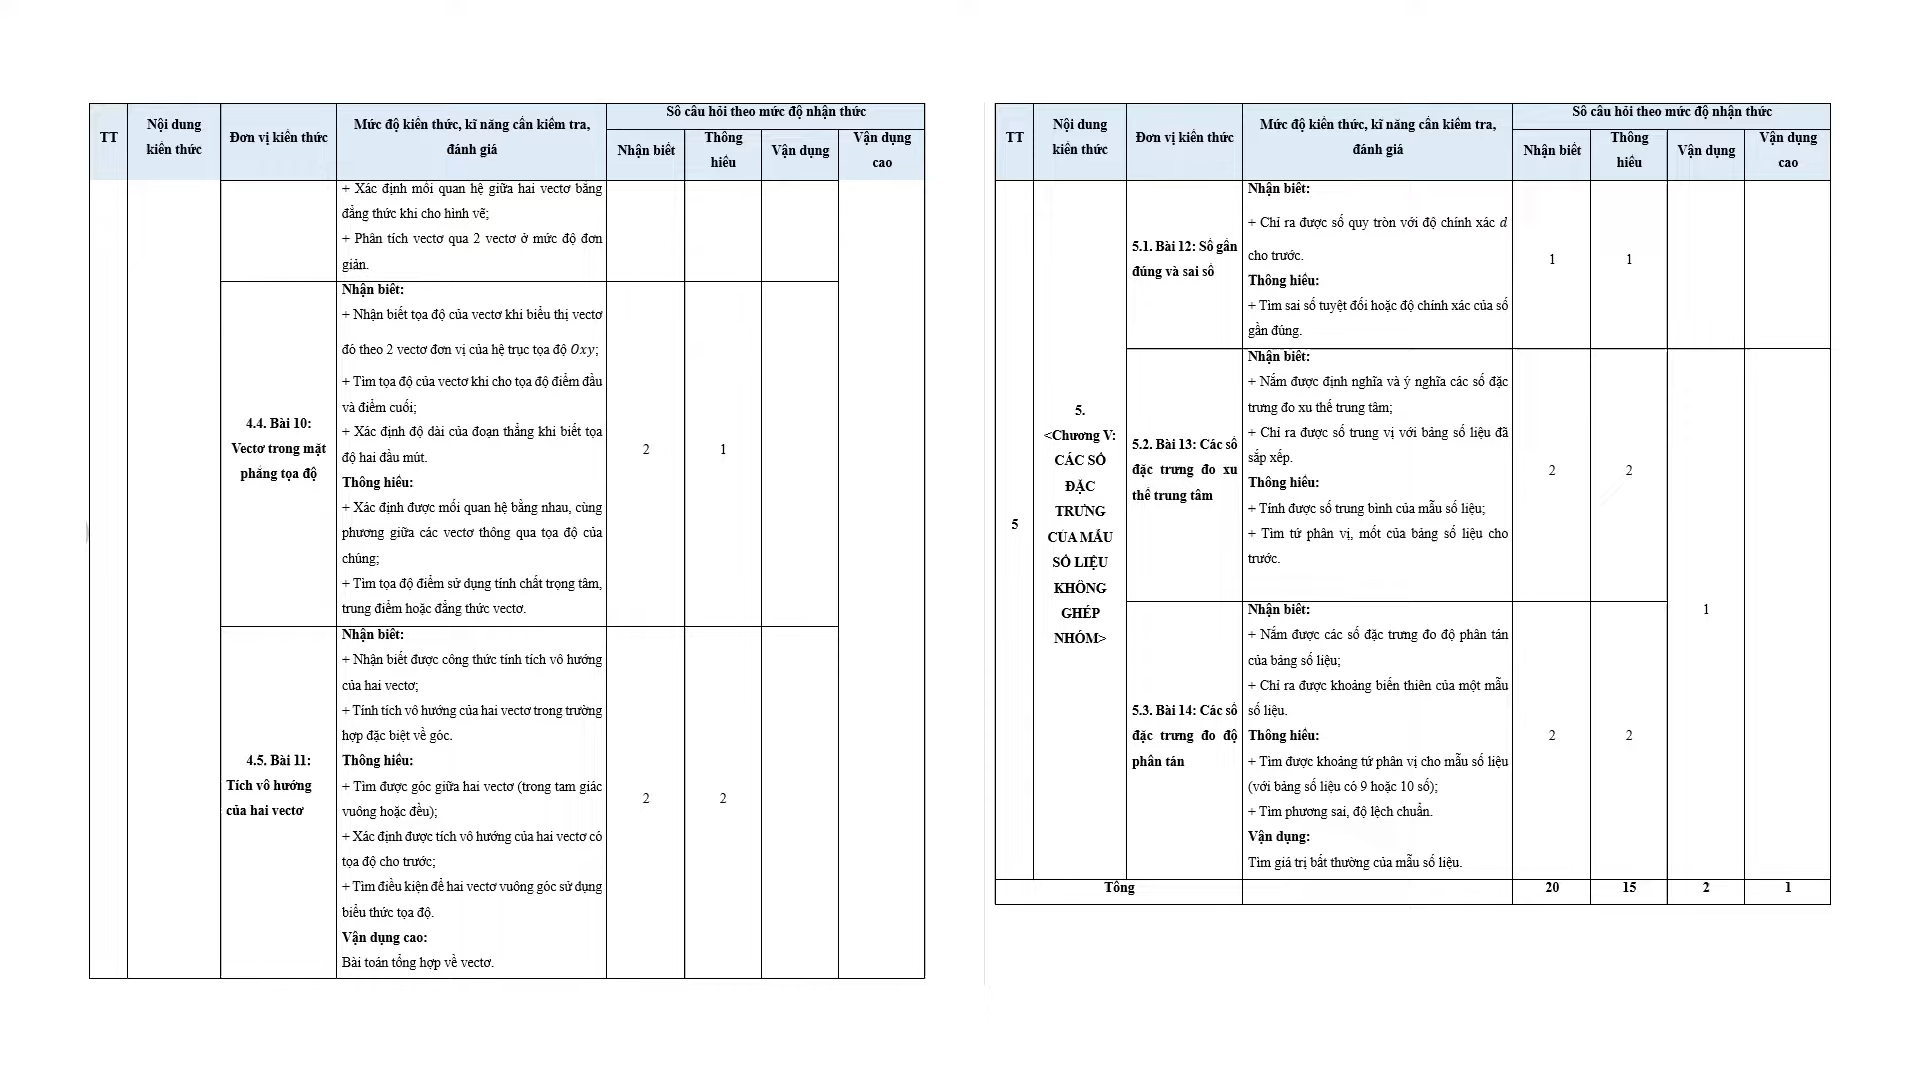 TT
Nội dung
kiến thức
Đơn vị kiến thức
Mức độ kiến thức, kĩ năng cần kiểm tra,
đánh giá
Số câu hỏi theo mức độ nhận thức
Nhận biết
Thông
hiểu
Vận dụng
Vận dụng
cao
+ Xác định mối quan hệ giữa hai vectơ bằng
đẳng thức khi cho hình vẽ;
+ Phân tích vectơ qua 2 vectơ ở mức độ đơn
giản.
4.4. Bài 10:
Vectơ trong mặt
phẳng tọa độ
Nhận biết:
+ Nhận biết tọa độ của vectơ khi biểu thị vectơ
đó theo 2 vectơ đơn vị của hệ trục tọa độ Oxy;
+ Tìm tọa độ của vectơ khi cho tọa độ điểm đầu
và điểm cuối;
+ Xác định độ dài của đoạn thẳng khi biết tọa
độ hai đầu mút.
Thông hiểu:
+ Xác định được mối quan hệ bằng nhau, cùng
phương giữa các vectơ thông qua tọa độ của
chúng;
+ Tìm tọa độ điểm sử dụng tính chất trọng tâm,
trung điểm hoặc đẳng thức vectơ.
2
1
4.5. Bài 11:
Tích vô hướng
của hai vectơ
Nhận biết:
+ Nhận biết được công thức tính tích vô hướng
của hai vectơ;
+ Tính tích vô hướng của hai vectơ trong trường
hợp đặc biệt về góc.
Thông hiểu:
+ Tìm được góc giữa hai vectơ (trong tam giác
vuông hoặc đều);
+ Xác định được tích vô hướng của hai vectơ có
tọa độ cho trước;
+ Tìm điều kiện để hai vectơ vuông góc sử dụng
biểu thức tọa độ.
Vận dụng cao:
Bài toán tổng hợp về vectơ.
2
2
TT
Nội dung
kiến thức
Đơn vị kiến thức
Mức độ kiến thức, kĩ năng cần kiểm tra,
đánh giá
Số câu hỏi theo mức độ nhận thức
Nhận biết
Thông
hiểu
Vận dụng
Vận dụng
cao
5
5.
<Chương V:
CÁC SỐ
ĐẶC
TRƯNG
CỦA MẪU
SỐ LIỆU
KHÔNG
GHÉP
NHÓM>
5.1. Bài 12: Số gần
đúng và sai số
Nhận biết:
+ Chỉ ra được số quy tròn với độ chính xác d
cho trước.
Thông hiểu:
+ Tìm sai số tuyệt đối hoặc độ chính xác của số
gần đúng.
1
1
5.2. Bài 13: Các số
đặc trưng đo xu
thế trung tâm
Nhận biết:
+ Nắm được định nghĩa và ý nghĩa các số đặc
trưng đo xu thế trung tâm;
+ Chỉ ra được số trung vị với bảng số liệu đã
sắp xếp.
Thông hiểu:
+ Tính được số trung bình của mẫu số liệu;
+ Tìm tứ phân vị, mốt của bảng số liệu cho
trước.
2
2
1
5.3. Bài 14: Các số
đặc trưng đo độ
phân tán
Nhận biết:
+ Nắm được các số đặc trưng đo độ phân tán
của bảng số liệu;
+ Chỉ ra được khoảng biến thiên của một mẫu
số liệu.
Thông hiểu:
+ Tìm được khoảng tứ phân vị cho mẫu số liệu
(với bảng số liệu có 9 hoặc 10 số);
+ Tìm phương sai, độ lệch chuẩn.
Vận dụng:
Tìm giá trị bất thường của mẫu số liệu.
2
2
Tổng
20
15
2
1